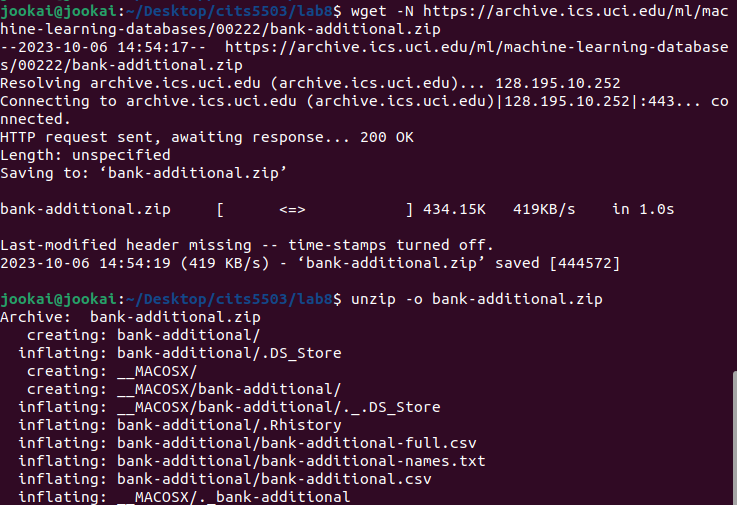 jookai@jookai:~/Desktop/cits5503/lab8$ wget -N https://archive.ics.uci.edu/ml/mac
hine-learning-databases/00222/bank-additional.zip
--2023-10-06 14:54:17--  https://archive.ics.uci.edu/ml/machine-learning-database
s/00222/bank-additional.zip
Resolving archive.ics.uci.edu (archive.ics.uci.edu)... 128.195.10.252
Connecting to archive.ics.uci.edu (archive.ics.uci.edu)|128.195.10.252|:443... co
nnected.
HTTP request sent, awaiting response... 200 OK
Length: unspecified
Saving to: ‘bank-additional.zip’
bank-additional.zip     [      <=>           ] 434.15K   419KB/s    in 1.0s
Last-modified header missing -- time-stamps turned off.
2023-10-06 14:54:19 (419 KB/s) - ‘bank-additional.zip’ saved [444572]
jookai@jookai:~/Desktop/cits5503/lab8$ unzip -o bank-additional.zip
Archive:  bank-additional.zip
   creating: bank-additional/
  inflating: bank-additional/.DS_Store
   creating: __MACOSX/
   creating: __MACOSX/bank-additional/
  inflating: __MACOSX/bank-additional/._.DS_Store
  inflating: bank-additional/.Rhistory
  inflating: bank-additional/bank-additional-full.csv
  inflating: bank-additional/bank-additional-names.txt
  inflating: bank-additional/bank-additional.csv
  inflating: __MACOSX/._bank-additional